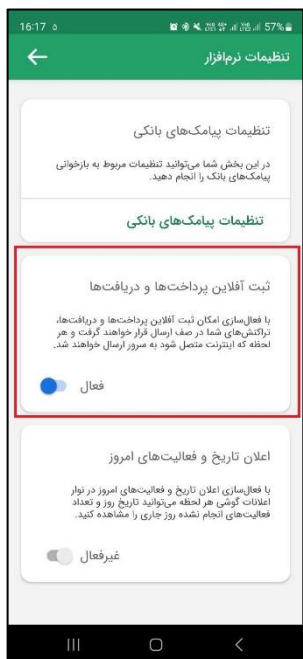 16:17
57%
تنظیمات نرم‌افزار
تنظیمات پیامک‌های بانکی
در این بخش شما می‌توانید تنظیمات مربوط به بازخوانی
پیامک‌های بانک را انجام دهید.
تنظیمات پیامک‌های بانکی
ثبت آفلاین پرداخت‌ها و دریافت‌ها
با فعال‌سازی امکان ثبت آفلاین پرداخت‌ها و دریافت‌ها،
تراکنش‌های شما در صف ارسال قرار خواهند گرفت و هر
لحظه که اینترنت متصل شود به سرور ارسال خواهند شد.
فعال
اعلان تاریخ و فعالیت‌های امروز
با فعال‌سازی اعلان تاریخ و فعالیت‌های امروز در نوار
اعلانات گوشی هر لحظه می‌توانید تاریخ روز و تعداد
فعالیت‌های انجام نشده روز جاری را مشاهده کنید.
غیرفعال